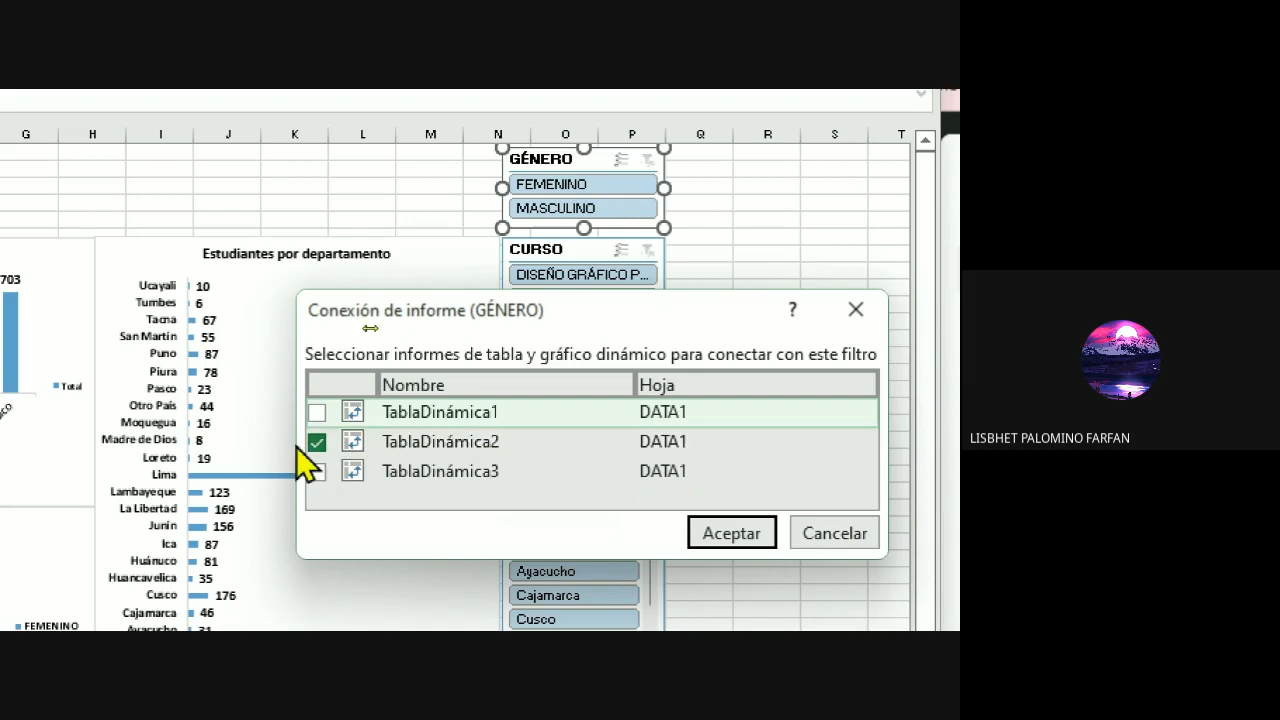 G H I J K L M N O P Q R S T
GÉNERO
FEMENINO
MASCULINO
CURSO
DISEÑO GRÁFICO P...
703
Total
Estudiantes por departamento
Ucayali 10
Tumbes 6
Tacna 67
San Martín 55
Puno 87
Piura 78
Pasco 23
Otro País 44
Moquegua 16
Madre de Dios 8
Loreto 19
Lima
Lambayeque 123
La Libertad 169
Junín 156
Ica 87
Huánuco 81
Huancavelica 35
Cusco 176
Cajamarca 46
Ayacucho 31
FEMENINO
Conexión de informe (GÉNERO)
?
Seleccionar informes de tabla y gráfico dinámico para conectar con este filtro
Nombre Hoja
TablaDinámica1 DATA1
TablaDinámica2 DATA1
TablaDinámica3 DATA1
Aceptar Cancelar
Ayacucho
Cajamarca
Cusco
LISBHET PALOMINO FARFAN